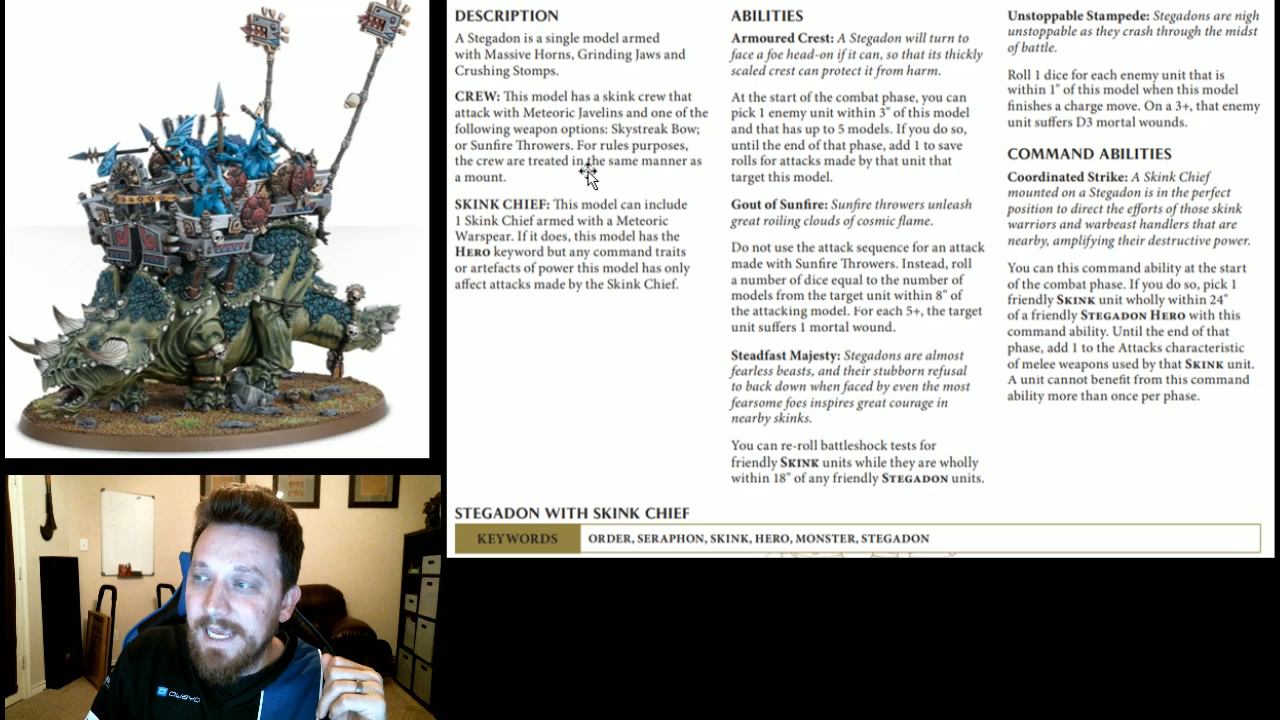 DESCRIPTION
A Stegadon is a single model armed
with Massive Horns, Grinding Jaws and
Crushing Stomps.
CREW: This model has a skink crew that
attack with Meteoric Javelins and one of the
following weapon options: Skystreak Bow;
or Sunfire Throwers. For rules purposes,
the crew are treated in the same manner as
a mount.
SKINK CHIEF: This model can include
1 Skink Chief armed with a Meteoric
Warspear. If it does, this model has the
HERO keyword but any command traits
or artefacts of power this model has only
affect attacks made by the Skink Chief.
ABILITIES
Armoured Crest: A Stegadon will turn to
face a foe head-on if it can, so that its thickly
scaled crest can protect it from harm.
At the start of the combat phase, you can
pick 1 enemy unit within 3" of this model
and that has up to 5 models. If you do so,
until the end of that phase, add 1 to save
rolls for attacks made by that unit that
target this model.
Gout of Sunfire: Sunfire throwers unleash
great roiling clouds of cosmic flame.
Do not use the attack sequence for an attack
made with Sunfire Throwers. Instead, roll
a number of dice equal to the number of
models from the target unit within 8" of
the attacking model. For each 5+, the target
unit suffers 1 mortal wound.
Steadfast Majesty: Stegadons are almost
fearless beasts, and their stubborn refusal
to back down when faced by even the most
fearsome foes inspires great courage in
nearby skinks.
You can re-roll battleshock tests for
friendly SKINK units while they are wholly
within 18" of any friendly STEGADON units.
Unstoppable Stampede: Stegadons are nigh
unstoppable as they crash through the midst
of battle.
Roll 1 dice for each enemy unit that is
within 1" of this model when this model
finishes a charge move. On a 3+, that enemy
unit suffers D3 mortal wounds.
COMMAND ABILITIES
Coordinated Strike: A Skink Chief
mounted on a Stegadon is in the perfect
position to direct the efforts of those skink
warriors and warbeast handlers that are
nearby, amplifying their destructive power.
You can this command ability at the start
of the combat phase. If you do so, pick 1
friendly SKINK unit wholly within 24"
of a friendly STEGADON HERO with this
command ability. Until the end of that
phase, add 1 to the Attacks characteristic
of melee weapons used by that SKINK unit.
A unit cannot benefit from this command
ability more than once per phase.
STEGADON WITH SKINK CHIEF
KEYWORDS
ORDER, SERAPHON, SKINK, HERO, MONSTER, STEGADON